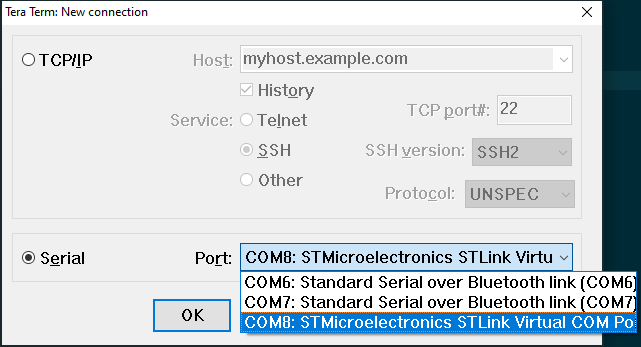 Tera Term: New connection
TCP/IP
Host: myhost.example.com
History
Service: Telnet
TCP port#: 22
SSH
SSH version: SSH2
Other
Protocol: UNSPEC
Serial
Port: COM8: STMicroelectronics STLink Virtu
COM6: Standard Serial over Bluetooth link (COM6)
COM7: Standard Serial over Bluetooth link (COM7)
COM8: STMicroelectronics STLink Virtual COM Po
OK